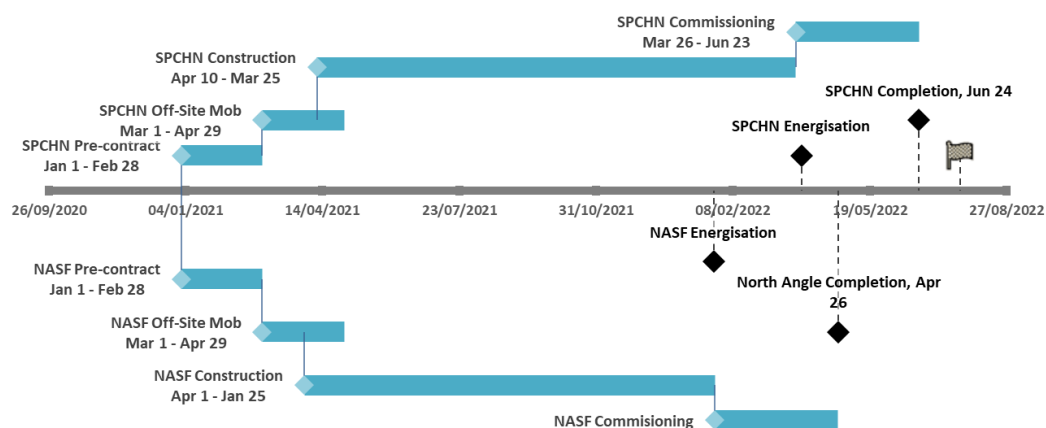 SPCHN Commissioning
Mar 26 - Jun 23
SPCHN Construction
Apr 10 - Mar 25
SPCHN Completion, Jun 24
SPCHN Off-Site Mob
Mar 1 - Apr 29
SPCHN Energisation
SPCHN Pre-contract
Jan 1 - Feb 28
26/09/2020
04/01/2021
14/04/2021
23/07/2021
31/10/2021
08/02/2022
19/05/2022
27/08/2022
NASF Energisation
NASF Pre-contract
Jan 1 - Feb 28
North Angle Completion, Apr
26
NASF Off-Site Mob
Mar 1 - Apr 29
NASF Construction
Apr 1 - Jan 25
NASF Commisioning